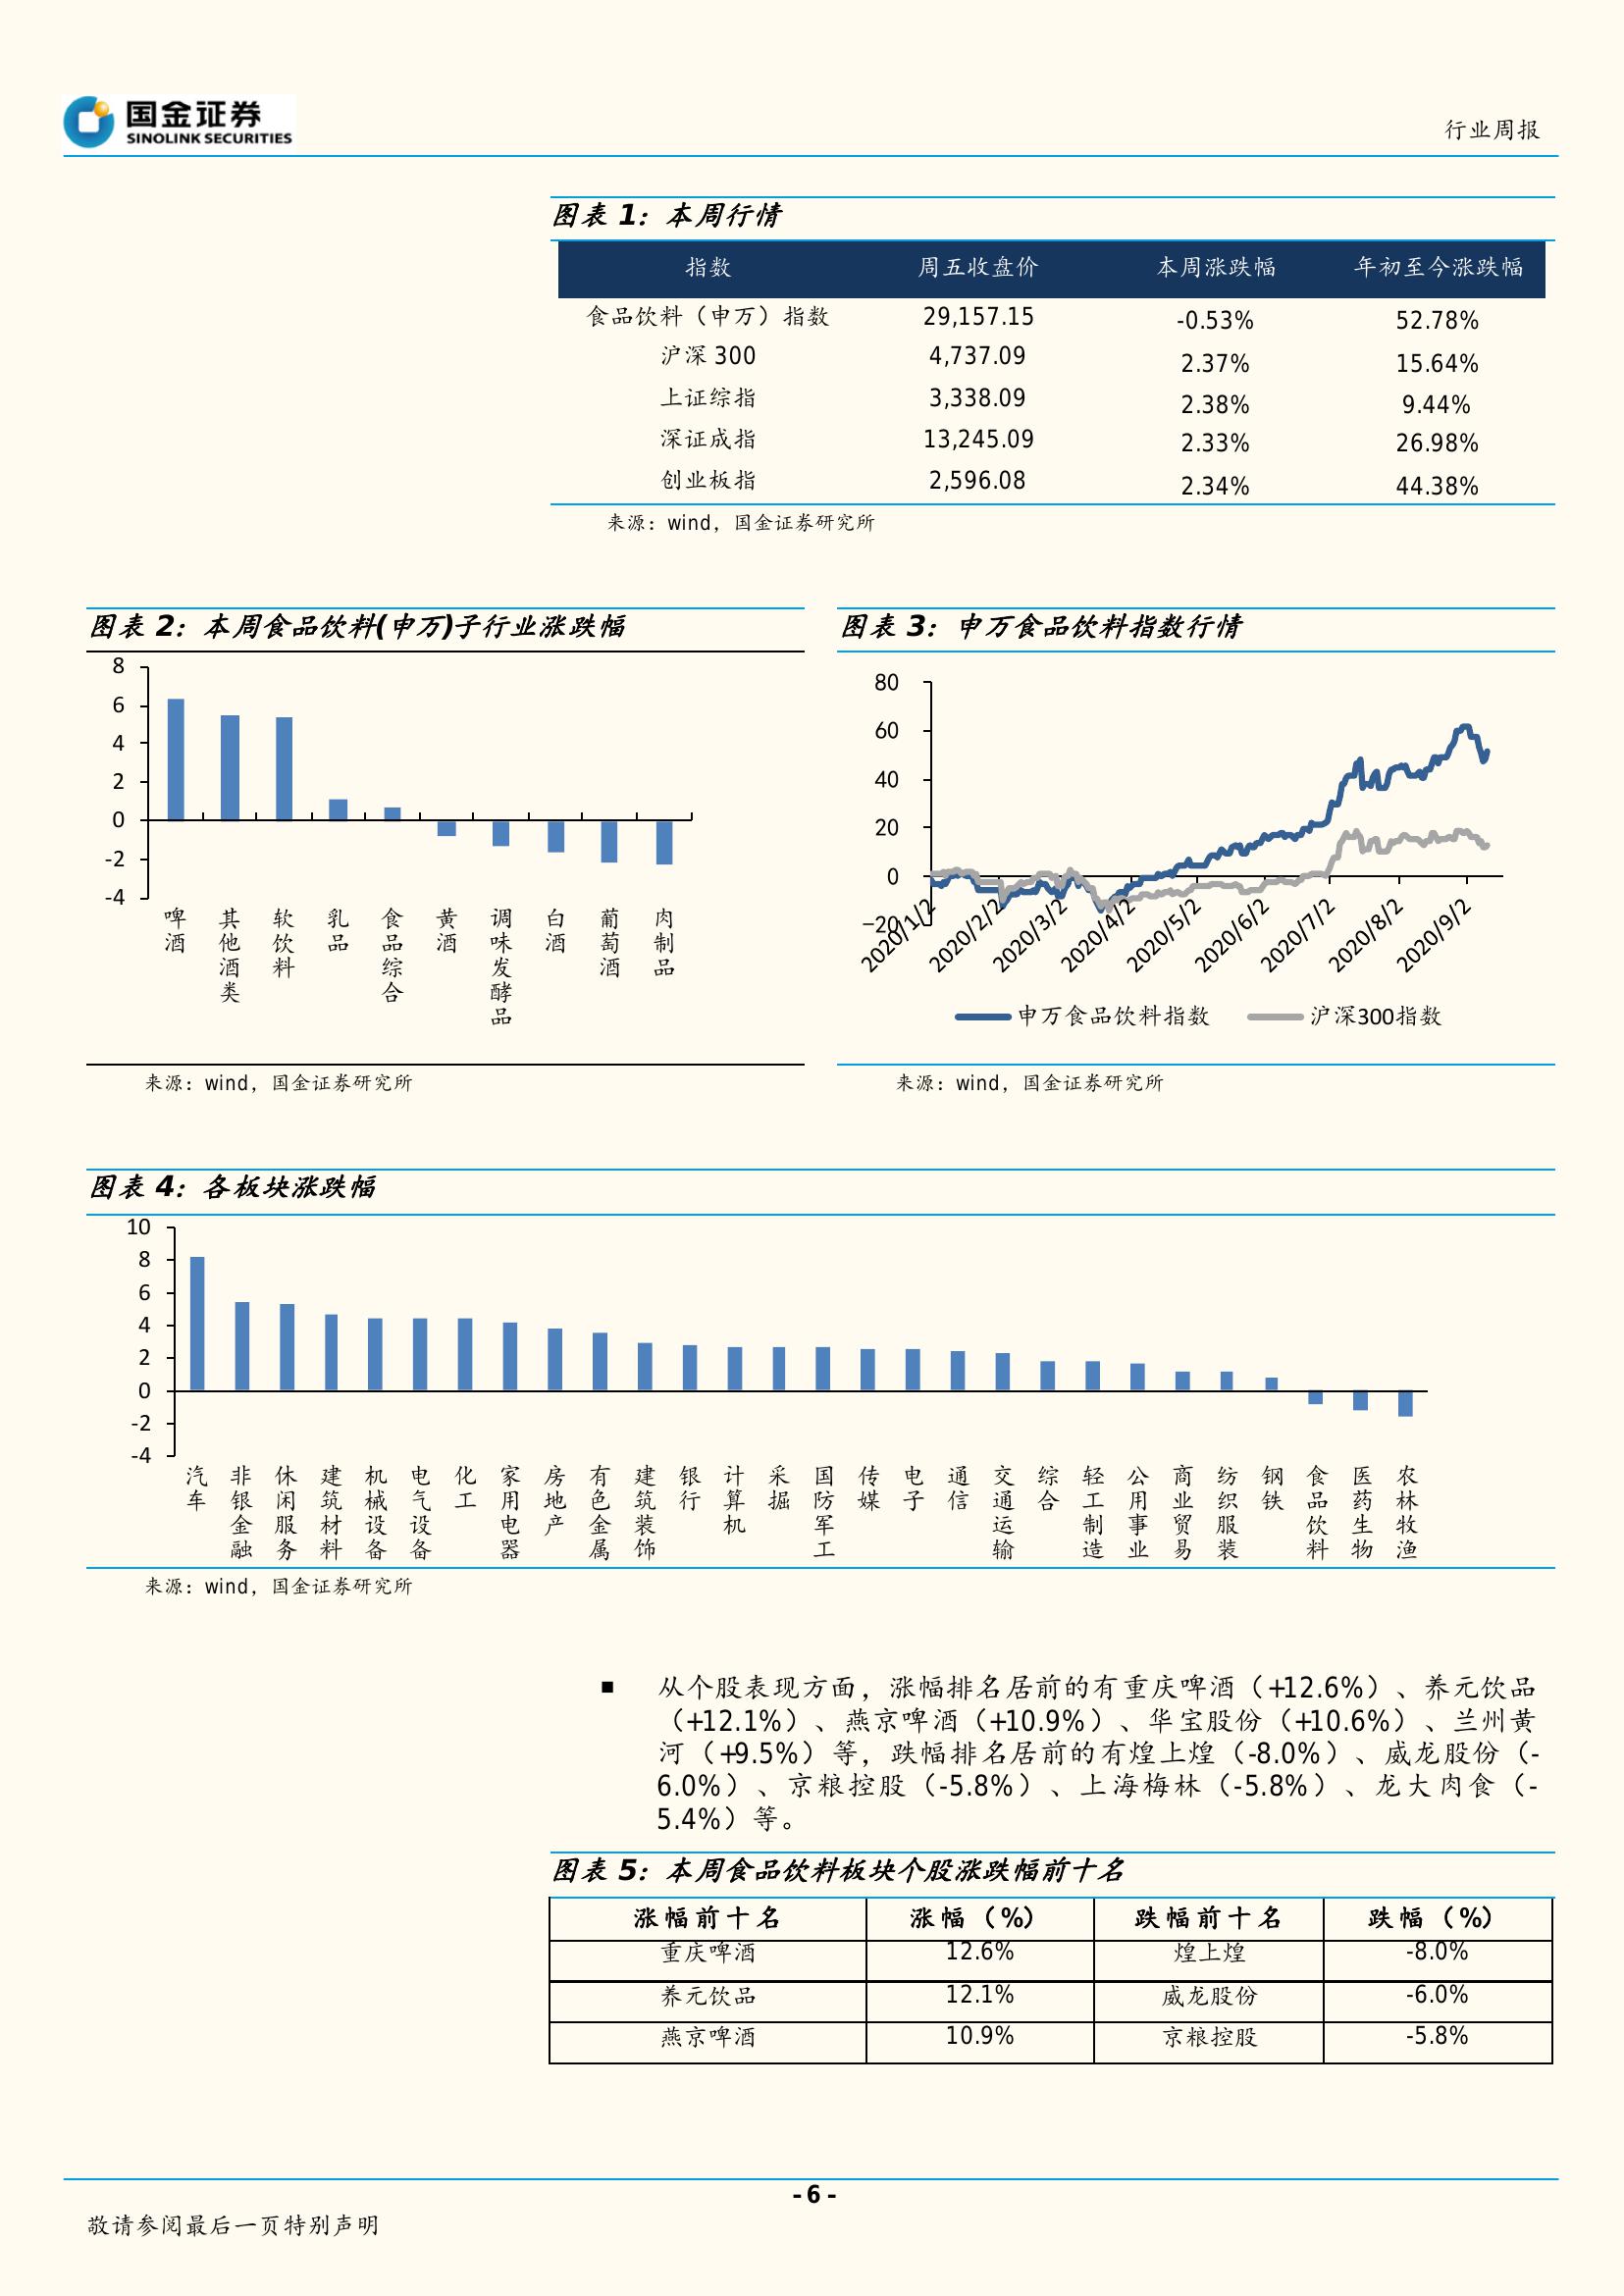 国金证券
SINOLINK SECURITIES
行业周报
图表 1：本周行情
指数 周五收盘价 本周涨跌幅 年初至今涨跌幅
食品饮料（申万）指数 29,157.15 -0.53% 52.78%
沪深 300 4,737.09 2.37% 15.64%
上证综指 3,338.09 2.38% 9.44%
深证成指 13,245.09 2.33% 26.98%
创业板指 2,596.08 2.34% 44.38%
来源：wind，国金证券研究所
图表 2：本周食品饮料(申万)子行业涨跌幅
8
6
4
2
0
-2
-4
啤酒 其他酒类 软饮料 乳品 食品综合 黄酒 调味发酵品 白酒 葡萄酒 肉制品
来源：wind，国金证券研究所
图表 3：申万食品饮料指数行情
80
60
40
20
0
−20
2020/1/2 2020/2/2 2020/3/2 2020/4/2 2020/5/2 2020/6/2 2020/7/2 2020/8/2 2020/9/2
申万食品饮料指数 沪深300指数
来源：wind，国金证券研究所
图表 4：各板块涨跌幅
10
8
6
4
2
0
-2
-4
汽车 非银金融 休闲服务 建筑材料 机械设备 电气设备 化工 家用电器 房地产 有色金属 建筑装饰 银行 计算机 采掘 国防军工 传媒 电子 通信 交通运输 综合 轻工制造 公用事业 商业贸易 纺织服装 钢铁 食品饮料 医药生物 农林牧渔
来源：wind，国金证券研究所
■ 从个股表现方面，涨幅排名居前的有重庆啤酒（+12.6%）、养元饮品
（+12.1%）、燕京啤酒（+10.9%）、华宝股份（+10.6%）、兰州黄
河（+9.5%）等，跌幅排名居前的有煌上煌（-8.0%）、威龙股份（-
6.0%）、京粮控股（-5.8%）、上海梅林（-5.8%）、龙大肉食（-
5.4%）等。
图表 5：本周食品饮料板块个股涨跌幅前十名
涨幅前十名 涨幅（%） 跌幅前十名 跌幅（%）
重庆啤酒 12.6% 煌上煌 -8.0%
养元饮品 12.1% 威龙股份 -6.0%
燕京啤酒 10.9% 京粮控股 -5.8%
- 6 -
敬请参阅最后一页特别声明